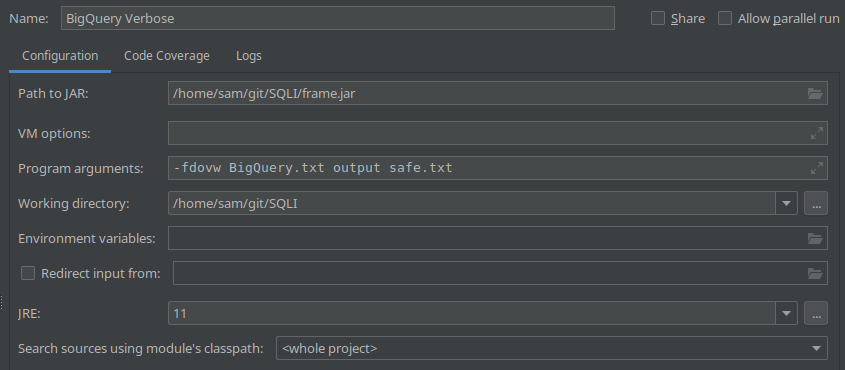 Name: BigQuery Verbose Share Allow parallel run
Configuration Code Coverage Logs
Path to JAR: /home/sam/git/SQLI/frame.jar
VM options:
Program arguments: -fdovw BigQuery.txt output safe.txt
Working directory: /home/sam/git/SQLI ...
Environment variables:
Redirect input from:
JRE: 11 ...
Search sources using module's classpath: <whole project>